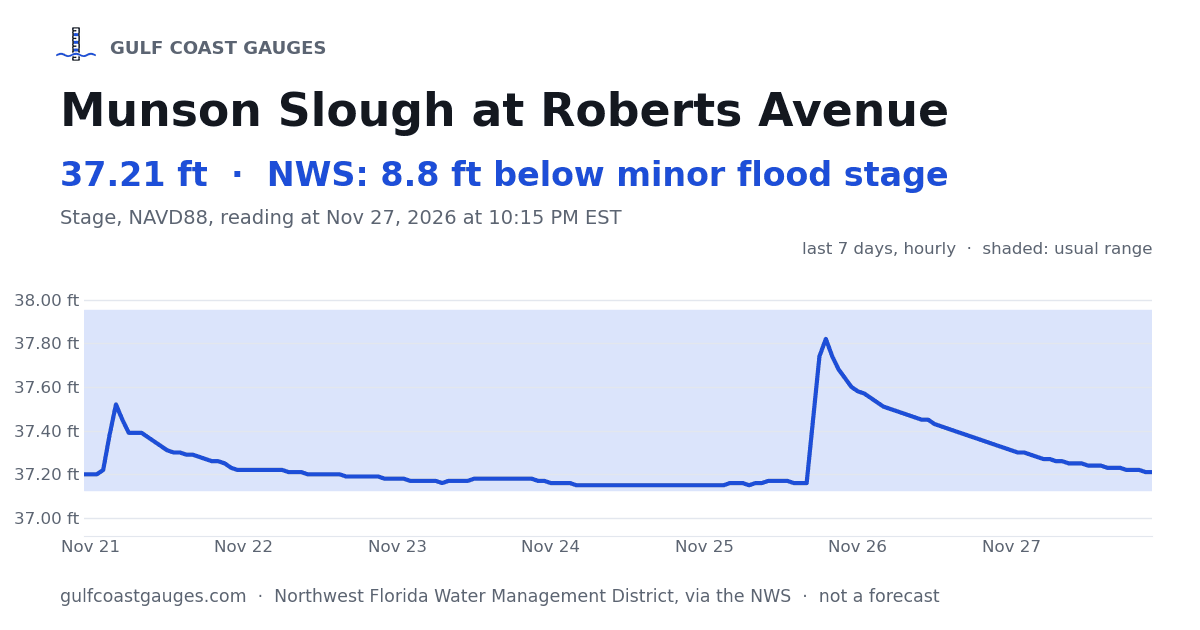 GULF COAST GAUGES
Munson Slough at Roberts Avenue
37.21 ft · NWS: 8.8 ft below minor flood stage
Stage, NAVD88, reading at Nov 27, 2026 at 10:15 PM EST
last 7 days, hourly · shaded: usual range
38.00 ft
37.80 ft
37.60 ft
37.40 ft
37.20 ft
37.00 ft
Nov 21 Nov 22 Nov 23 Nov 24 Nov 25 Nov 26 Nov 27
gulfcoastgauges.com · Northwest Florida Water Management District, via the NWS · not a forecast